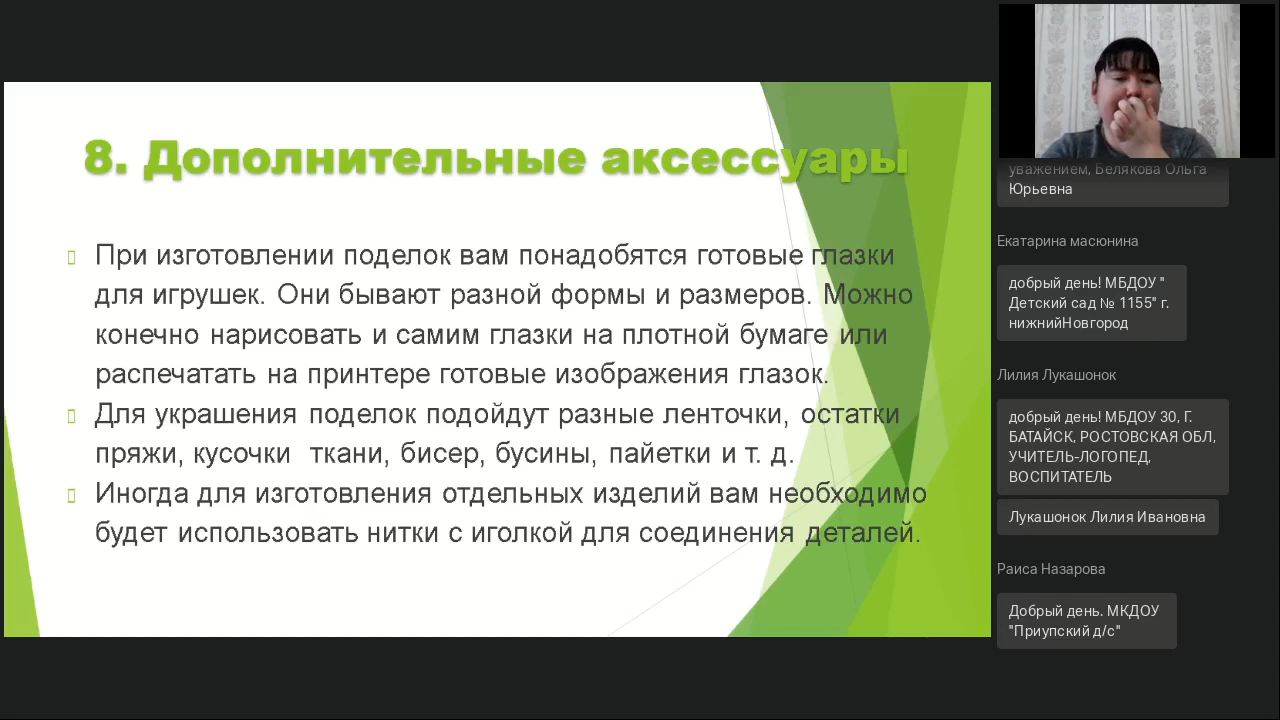 8. Дополнительные аксессуары
При изготовлении поделок вам понадобятся готовые глазки
для игрушек. Они бывают разной формы и размеров. Можно
конечно нарисовать и самим глазки на плотной бумаге или
распечатать на принтере готовые изображения глазок.
Для украшения поделок подойдут разные ленточки, остатки
пряжи, кусочки ткани, бисер, бусины, пайетки и т. д.
Иногда для изготовления отдельных изделий вам необходимо
будет использовать нитки с иголкой для соединения деталей.
уважением, Белякова Ольга
Юрьевна
Екатарина масюнина
добрый день! МБДОУ "
Детский сад № 1155" г.
нижнийНовгород
Лилия Лукашонок
добрый день! МБДОУ 30, Г.
БАТАЙСК, РОСТОВСКАЯ ОБЛ,
УЧИТЕЛЬ-ЛОГОПЕД,
ВОСПИТАТЕЛЬ
Лукашонок Лилия Ивановна
Раиса Назарова
Добрый день. МКДОУ
"Приупский д/с"